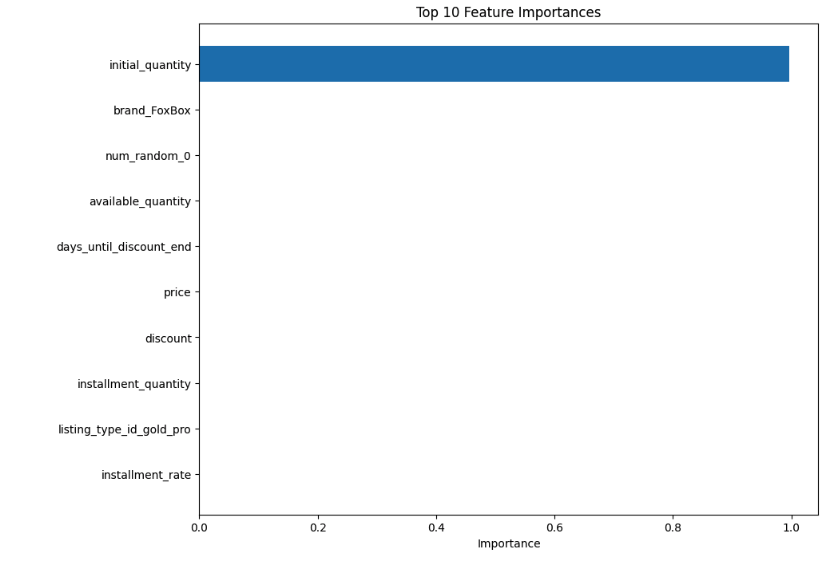 Top 10 Feature Importances
initial_quantity
brand_FoxBox
num_random_0
available_quantity
days_until_discount_end
price
discount
installment_quantity
listing_type_id_gold_pro
installment_rate
0.0 0.2 0.4 0.6 0.8 1.0
Importance